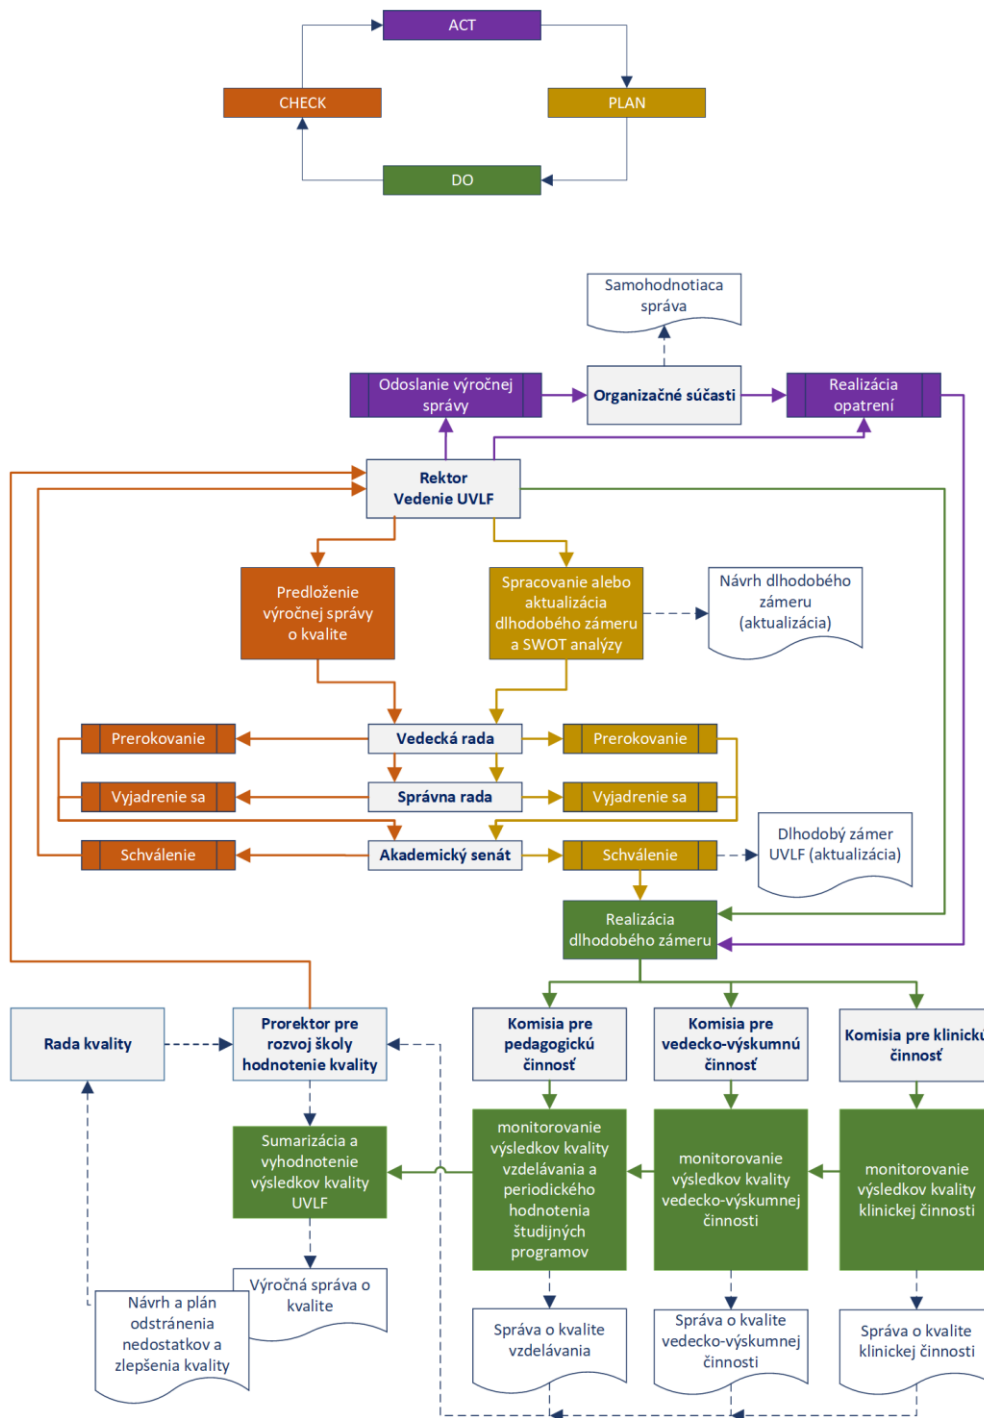 ACT
CHECK
PLAN
DO
Samohodnotiaca
správa
Odoslanie výročnej
správy
Organizačné súčasti
Realizácia
opatrení
Rektor
Vedenie UVLF
Predloženie
výročnej správy
o kvalite
Spracovanie alebo
aktualizácia
dlhodobého zámeru
a SWOT analýzy
Návrh dlhodobého
zámeru
(aktualizácia)
Prerokovanie
Vedecká rada
Prerokovanie
Vyjadrenie sa
Správna rada
Vyjadrenie sa
Schválenie
Akademický senát
Schválenie
Dlhodobý zámer
UVLF (aktualizácia)
Realizácia
dlhodobého zámeru
Rada kvality
Prorektor pre
rozvoj školy
hodnotenie kvality
Komisia pre
pedagogickú
činnosť
Komisia pre
vedecko-výskumnú
činnosť
Komisia pre klinickú
činnosť
Sumarizácia a
vyhodnotenie
výsledkov kvality
UVLF
monitorovanie
výsledkov kvality
vzdelávania a
periodického
hodnotenia
študijných
programov
monitorovanie
výsledkov kvality
vedecko-výskumnej
činnosti
monitorovanie
výsledkov kvality
klinickej činnosti
Výročná správa o
kvalite
Návrh a plán
odstránenia
nedostatkov a
zlepšenia kvality
Správa o kvalite
vzdelávania
Správa o kvalite
vedecko-výskumnej
činnosti
Správa o kvalite
klinickej činnosti